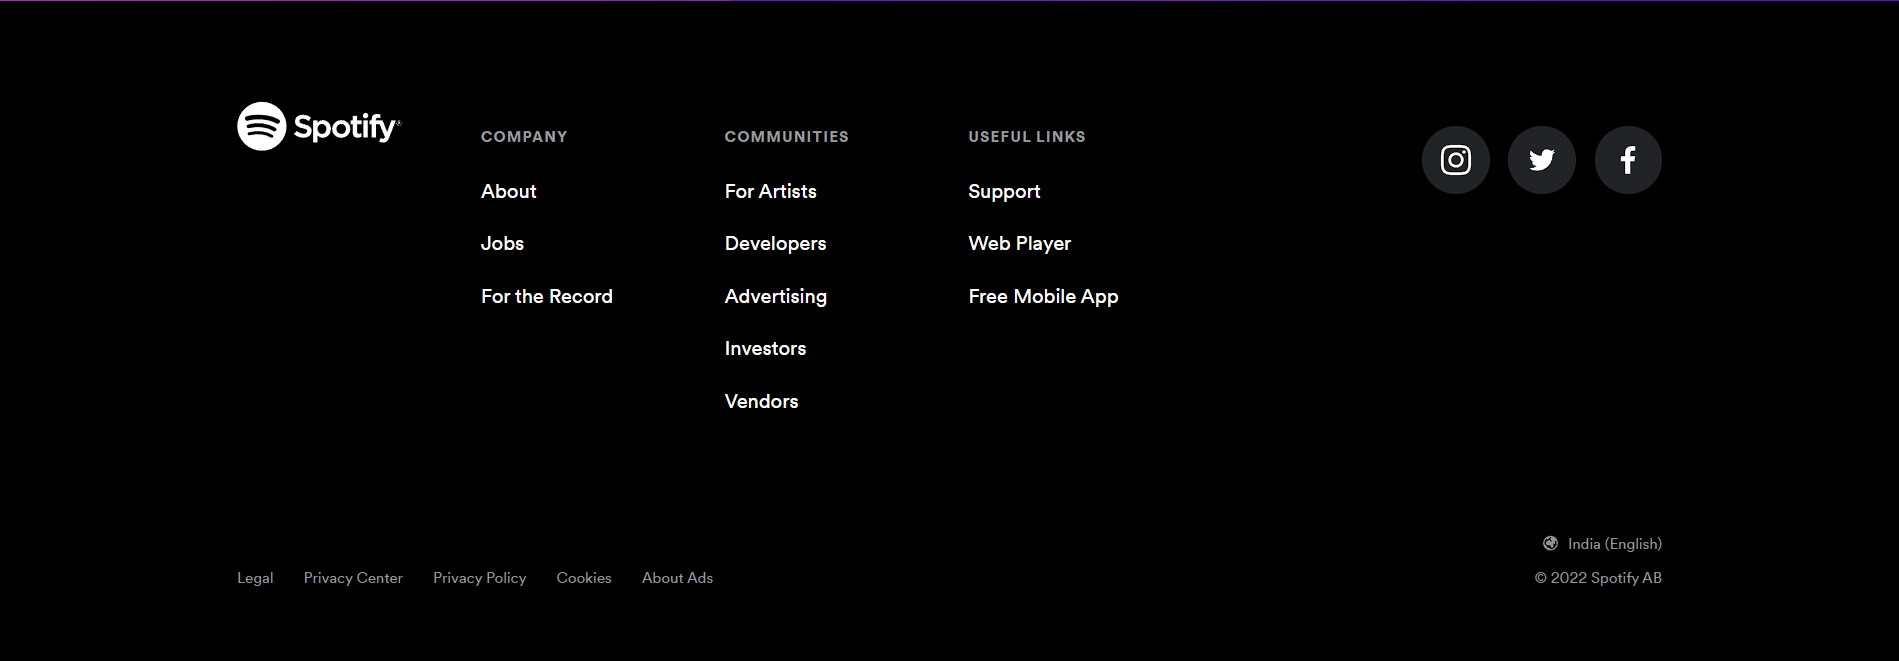 Spotify®
COMPANY
About
Jobs
For the Record
COMMUNITIES
For Artists
Developers
Advertising
Investors
Vendors
USEFUL LINKS
Support
Web Player
Free Mobile App
India (English)
Legal Privacy Center Privacy Policy Cookies About Ads
© 2022 Spotify AB